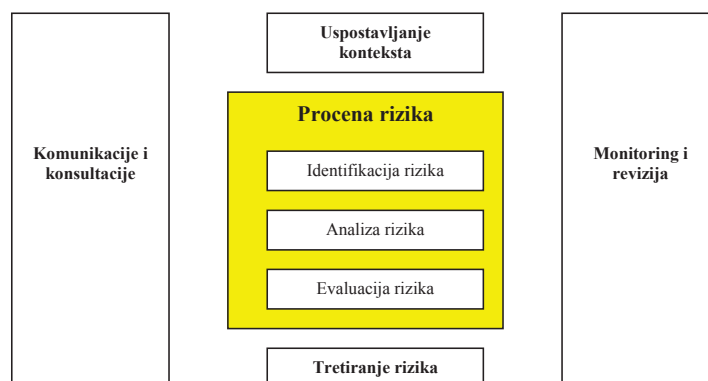 Uspostavljanje
konteksta
Procena rizika
Komunikacije i
konsultacije
Identifikacija rizika
Analiza rizika
Evaluacija rizika
Monitoring i
revizija
Tretiranje rizika